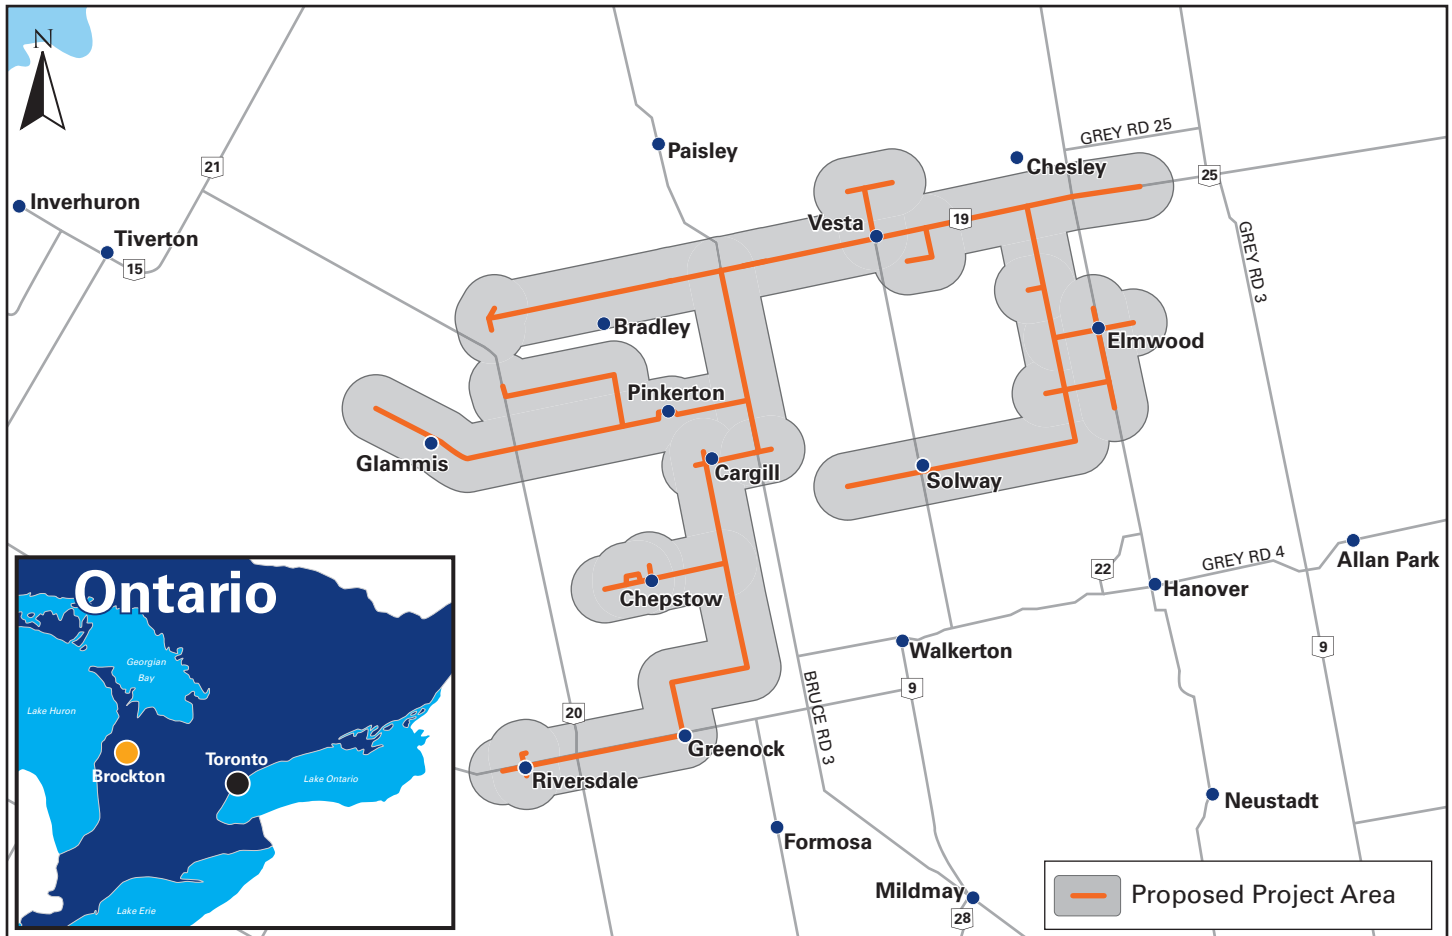 N
GREY RD 25
Paisley
Chesley
21
25
Inverhuron
19
Vesta
Tiverton
15
GREY RD 3
Bradley
Elmwood
Pinkerton
Glammis
Cargill
Solway
GREY RD 4
Allan Park
22
Hanover
Chepstow
Walkerton
9
9
BRUCE RD 3
20
Greenock
Riversdale
Neustadt
Formosa
Mildmay
28
Ontario
Georgian
Bay
Lake Huron
Toronto
Brockton
Lake Ontario
Lake Erie
Proposed Project Area